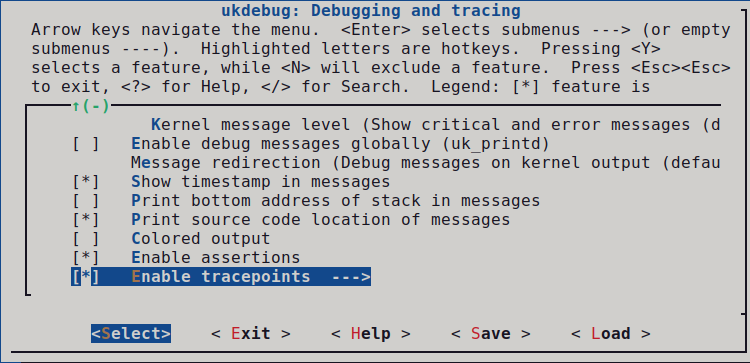 ukdebug: Debugging and tracing
Arrow keys navigate the menu.  <Enter> selects submenus ---> (or empty
submenus ----).  Highlighted letters are hotkeys.  Pressing <Y>
selects a feature, while <N> will exclude a feature.  Press <Esc><Esc>
to exit, <?> for Help, </> for Search.  Legend: [*] feature is
↑(-)
Kernel message level (Show critical and error messages (d
[ ]   Enable debug messages globally (uk_printd)
Message redirection (Debug messages on kernel output (defau
[*]   Show timestamp in messages
[ ]   Print bottom address of stack in messages
[*]   Print source code location of messages
[ ]   Colored output
[*]   Enable assertions
[*]   Enable tracepoints  --->
<Select>    < Exit >    < Help >    < Save >    < Load >